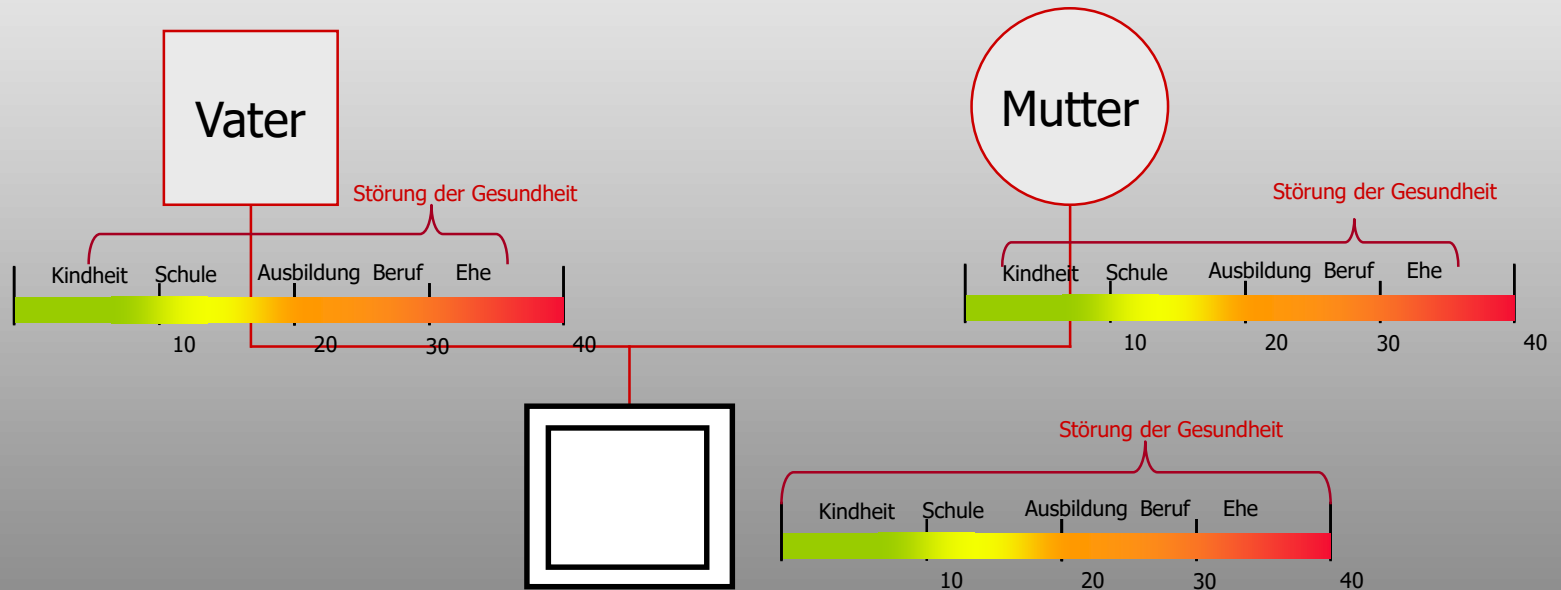 Vater
Mutter
Störung der Gesundheit
Störung der Gesundheit
Kindheit Schule Ausbildung Beruf Ehe
Kindheit Schule Ausbildung Beruf Ehe
10 20 30 40
10 20 30 40
Störung der Gesundheit
Kindheit Schule Ausbildung Beruf Ehe
10 20 30 40